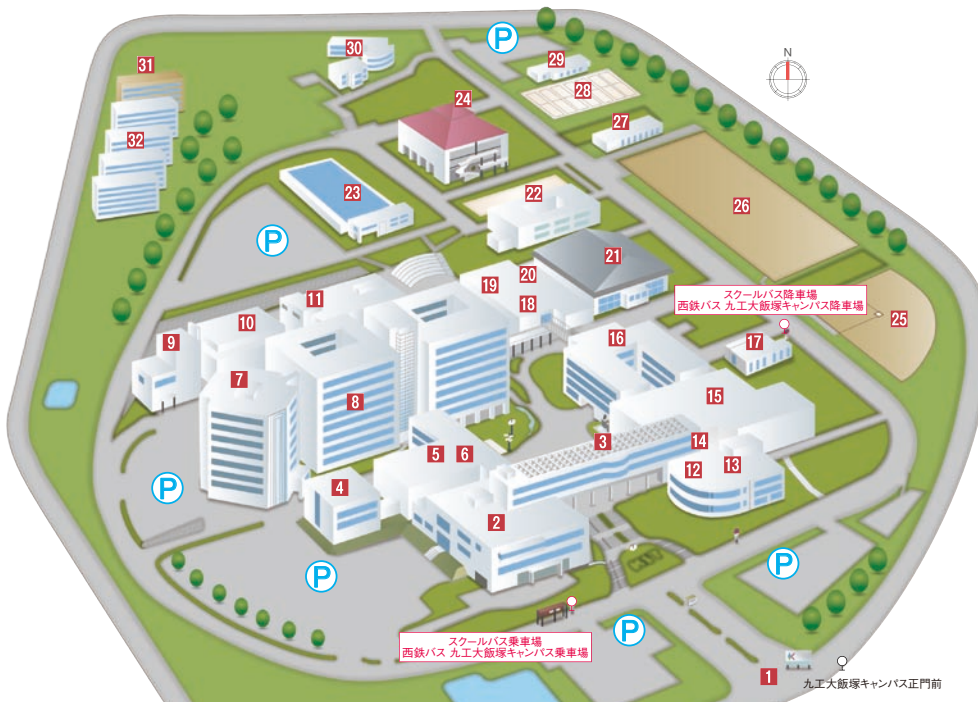 P
N
31
30
29
28
24
27
32
23
22
26
P
21
20
19
11
18
スクールバス降車場
西鉄バス 九工大飯塚キャンパス降車場
25
10
9
16
17
7
15
8
3
14
5
6
12
13
P
4
2
P
P
スクールバス乗車場
西鉄バス 九工大飯塚キャンパス乗車場
P
K
1
九工大飯塚キャンパス正門前